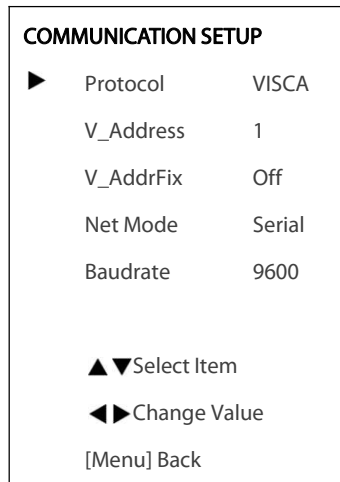 COMMUNICATION SETUP
▶ Protocol VISCA
V_Address 1
V_AddrFix Off
Net Mode Serial
Baudrate 9600
▲▼Select Item
◀▶Change Value
[Menu] Back